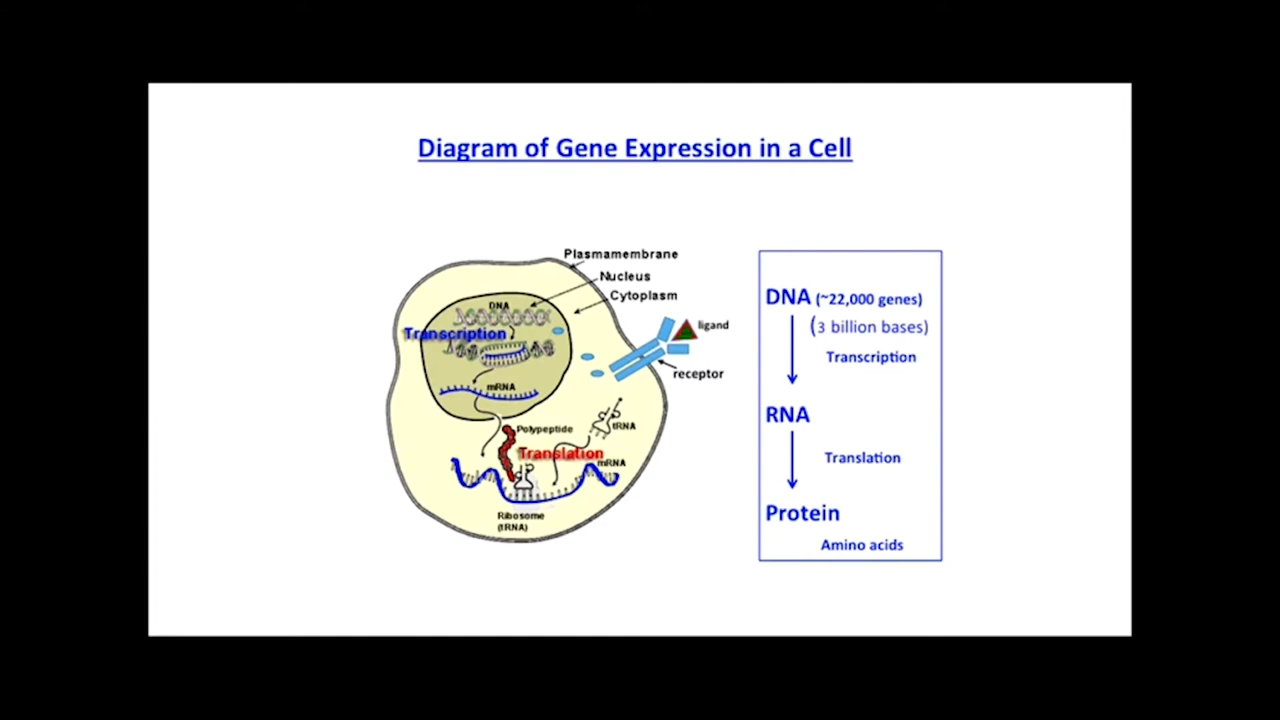 Diagram of Gene Expression in a Cell
Plasmamembrane
Nucleus
Cytoplasm
DNA
Transcription
ligand
receptor
mRNA
tRNA
Polypeptide
Translation
mRNA
Ribosome
(tRNA)
DNA (~22,000 genes)
(3 billion bases)
Transcription
RNA
Translation
Protein
Amino acids